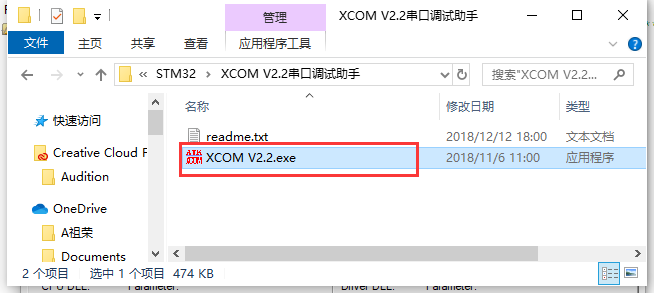 管理
XCOM V2.2串口调试助手
主页
共享
查看
应用程序工具
« STM32 › XCOM V2.2串口调试助手
搜索"XCOM V2.2...
名称
修改日期
类型
快速访问
readme.txt
2018/12/12 18:00
文本文档
Creative Cloud F
XCOM V2.2.exe
2018/11/6 11:00
应用程序
Audition
OneDrive
A祖荣
Documents
2 个项目
选中 1 个项目 474 KB